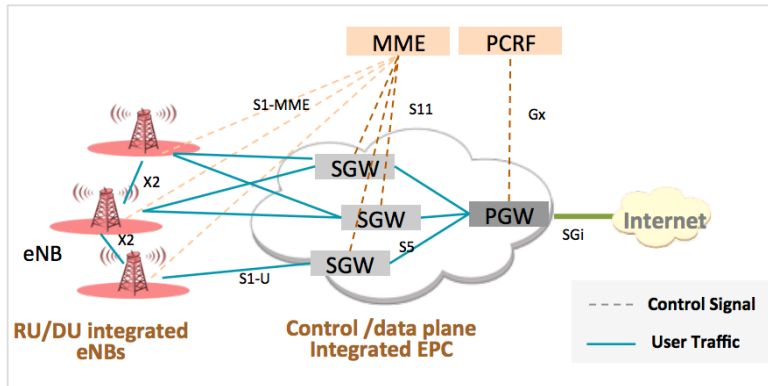 MME
PCRF
S1-MME
S11
Gx
SGW
X2
SGW
PGW
Internet
SGi
X2
eNB
S5
SGW
S1-U
RU/DU integrated
eNBs
Control /data plane
Integrated EPC
Control Signal
User Traffic